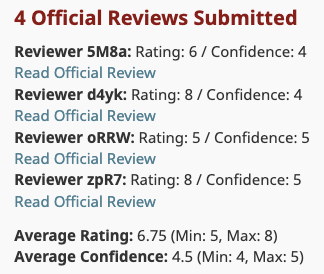 4 Official Reviews Submitted
Reviewer 5M8a: Rating: 6 / Confidence: 4
Read Official Review
Reviewer d4yk: Rating: 8 / Confidence: 4
Read Official Review
Reviewer oRRW: Rating: 5 / Confidence: 5
Read Official Review
Reviewer zpR7: Rating: 8 / Confidence: 5
Read Official Review
Average Rating: 6.75 (Min: 5, Max: 8)
Average Confidence: 4.5 (Min: 4, Max: 5)